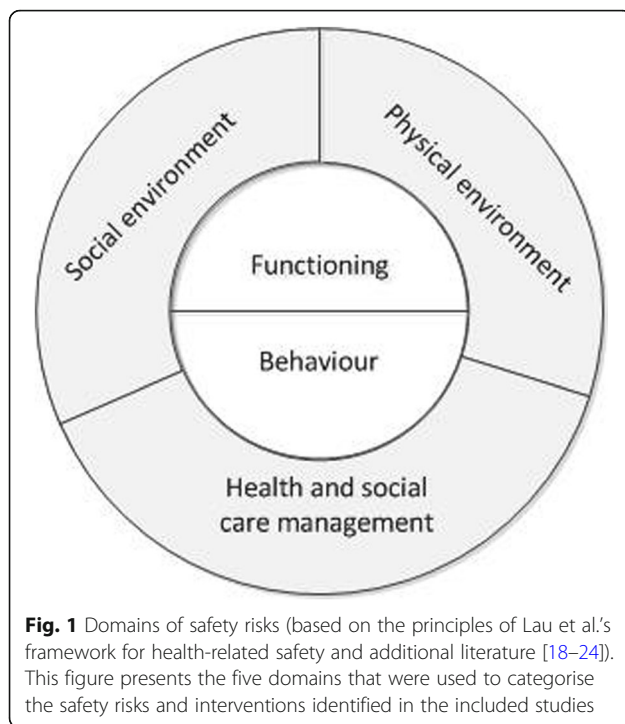 Social environment
Physical environment
Functioning
Behaviour
Health and social
care management
Fig. 1 Domains of safety risks (based on the principles of Lau et al.'s
framework for health-related safety and additional literature [18–24]).
This figure presents the five domains that were used to categorise
the safety risks and interventions identified in the included studies